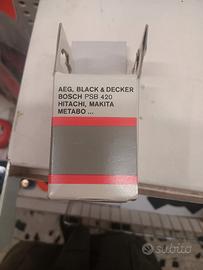 AEG, BLACK & DECKER
BOSCH PSB 420
HITACHI, MAKITA
METABO ...
subito